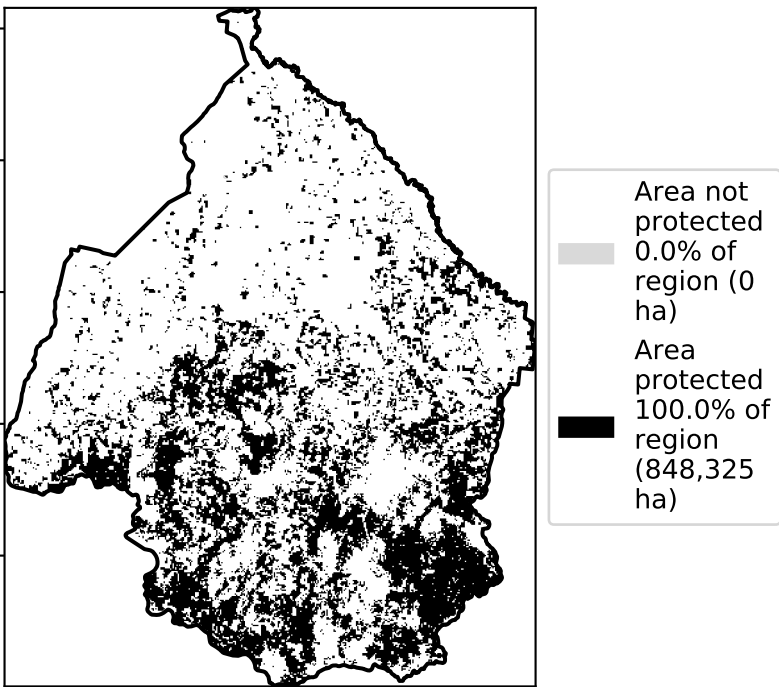 Area not
protected
0.0% of
region (0
ha)
Area
protected
100.0% of
region
(848,325
ha)